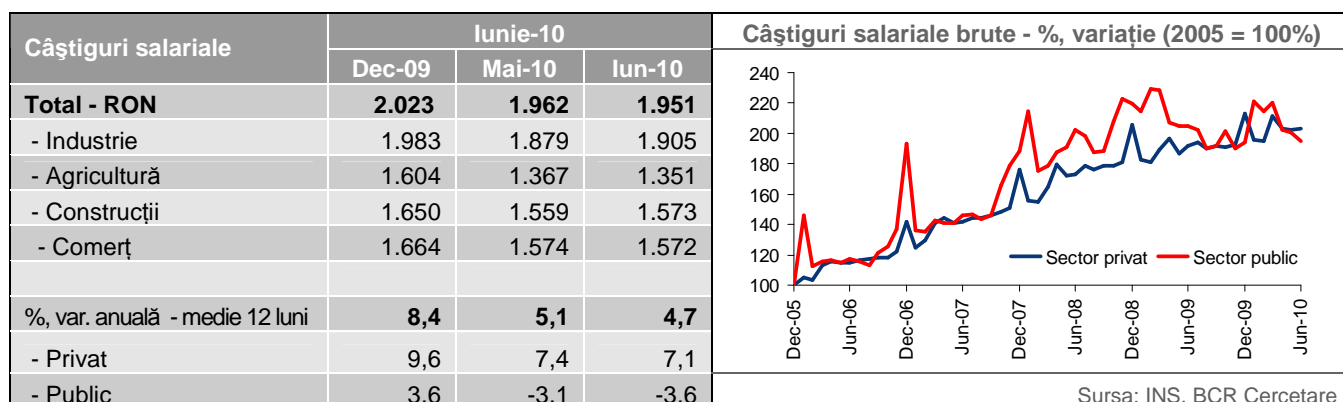 Câştiguri salariale
Iunie-10
Dec-09 Mai-10 Iun-10
Total - RON 2.023 1.962 1.951
- Industrie 1.983 1.879 1.905
- Agricultură 1.604 1.367 1.351
- Construcţii 1.650 1.559 1.573
- Comerţ 1.664 1.574 1.572
%, var. anuală - medie 12 luni 8,4 5,1 4,7
- Privat 9,6 7,4 7,1
- Public 3,6 -3,1 -3,6
Câştiguri salariale brute - %, variaţie (2005 = 100%)
240
220
200
180
160
140
120
100
Sector privat Sector public
Dec-05 Jun-06 Dec-06 Jun-07 Dec-07 Jun-08 Dec-08 Jun-09 Dec-09 Jun-10
Sursa: INS, BCR Cercetare